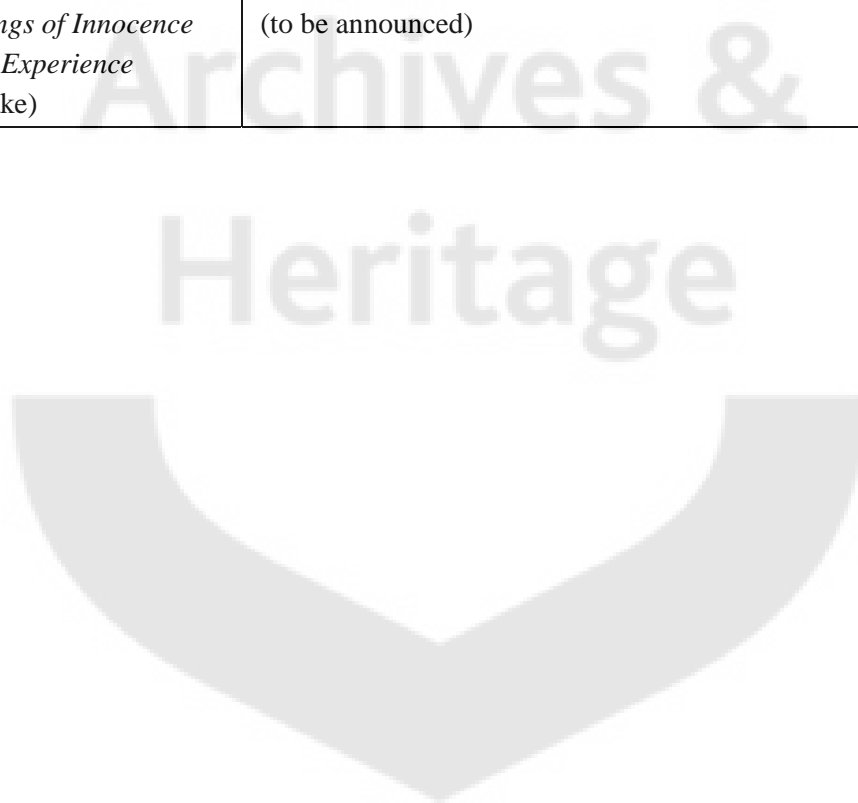 ngs of Innocence
(to be announced)
Experience
ke)
Archives &
Heritage